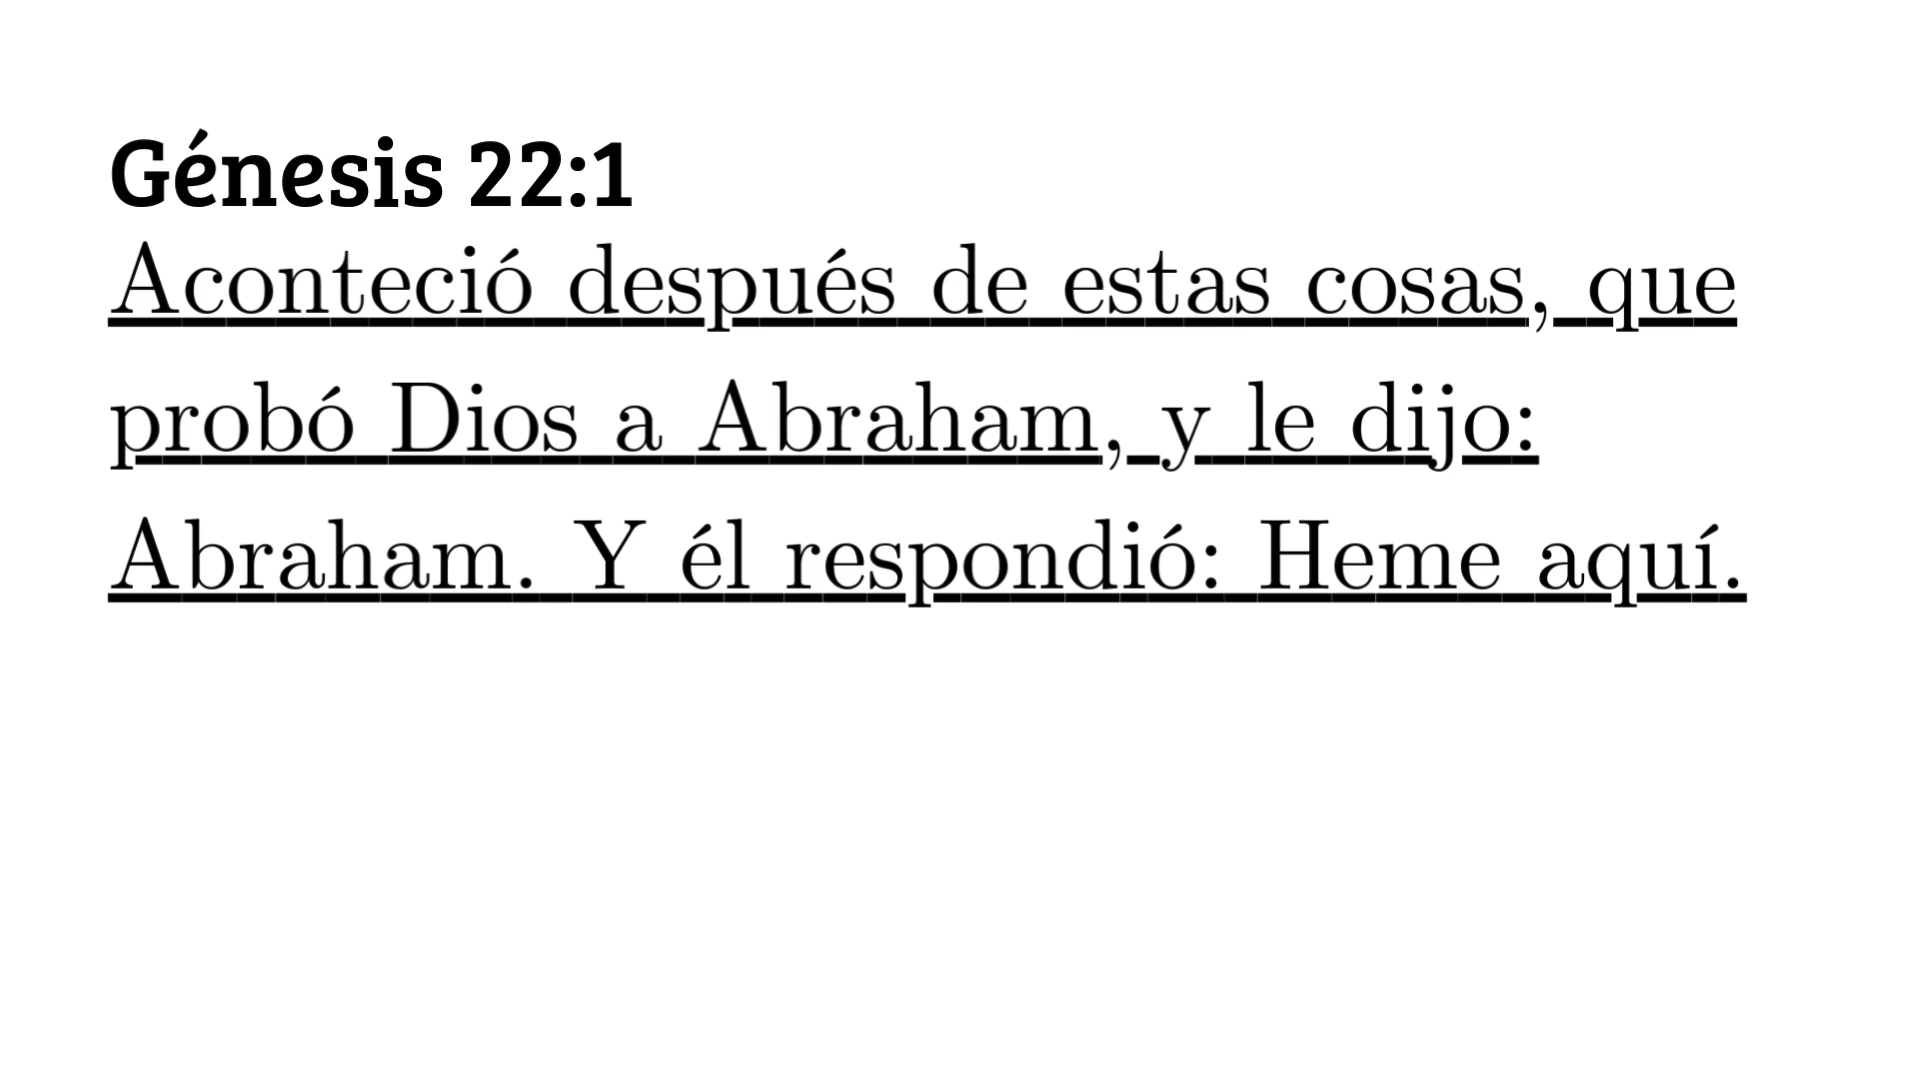 Génesis 22:1
Aconteció después de estas cosas, que
probó Dios a Abraham, y le dijo:
Abraham. Y él respondió: Heme aquí.